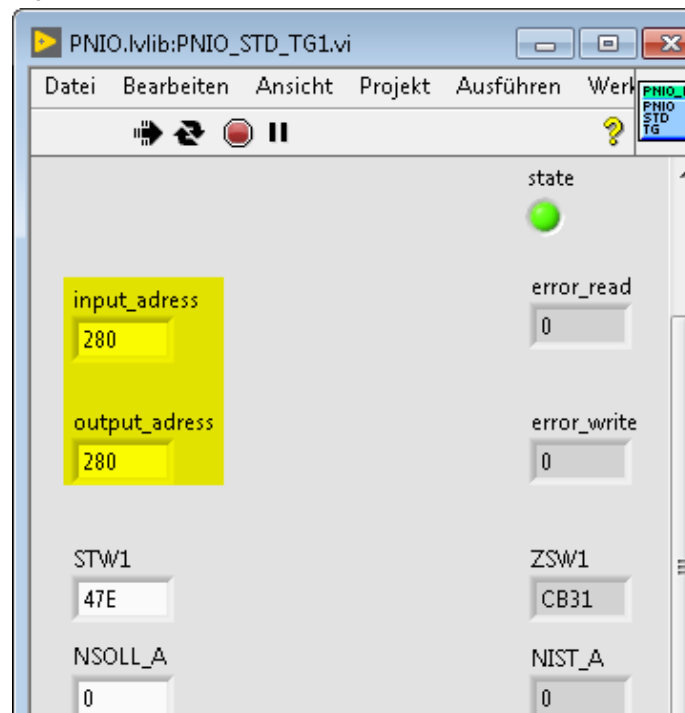 PNIO.lvlib:PNIO_STD_TG1.vi
Datei Bearbeiten Ansicht Projekt Ausführen Werk
PNIO
STD
TG
state
input_adress
280
error_read
0
output_adress
280
error_write
0
STW1
47E
ZSW1
CB31
NSOLL_A
0
NIST_A
0